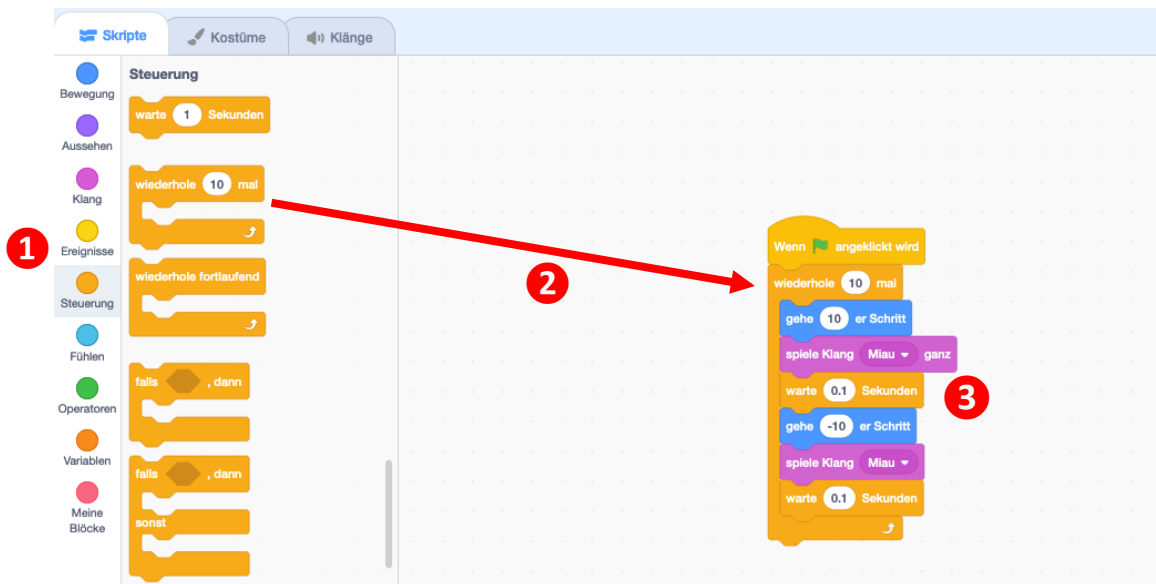 Skripte
Kostüme
Klänge
Bewegung
Aussehen
Klang
Ereignisse
Steuerung
Fühlen
Operatoren
Variablen
Meine
Blöcke
Steuerung
warte 1 Sekunden
wiederhole 10 mal
wiederhole fortlaufend
falls , dann
falls , dann
sonst
1
2
Wenn angeklickt wird
wiederhole 10 mal
gehe 10 er Schritt
spiele Klang Miau ganz
warte 0.1 Sekunden
gehe -10 er Schritt
spiele Klang Miau
warte 0.1 Sekunden
3